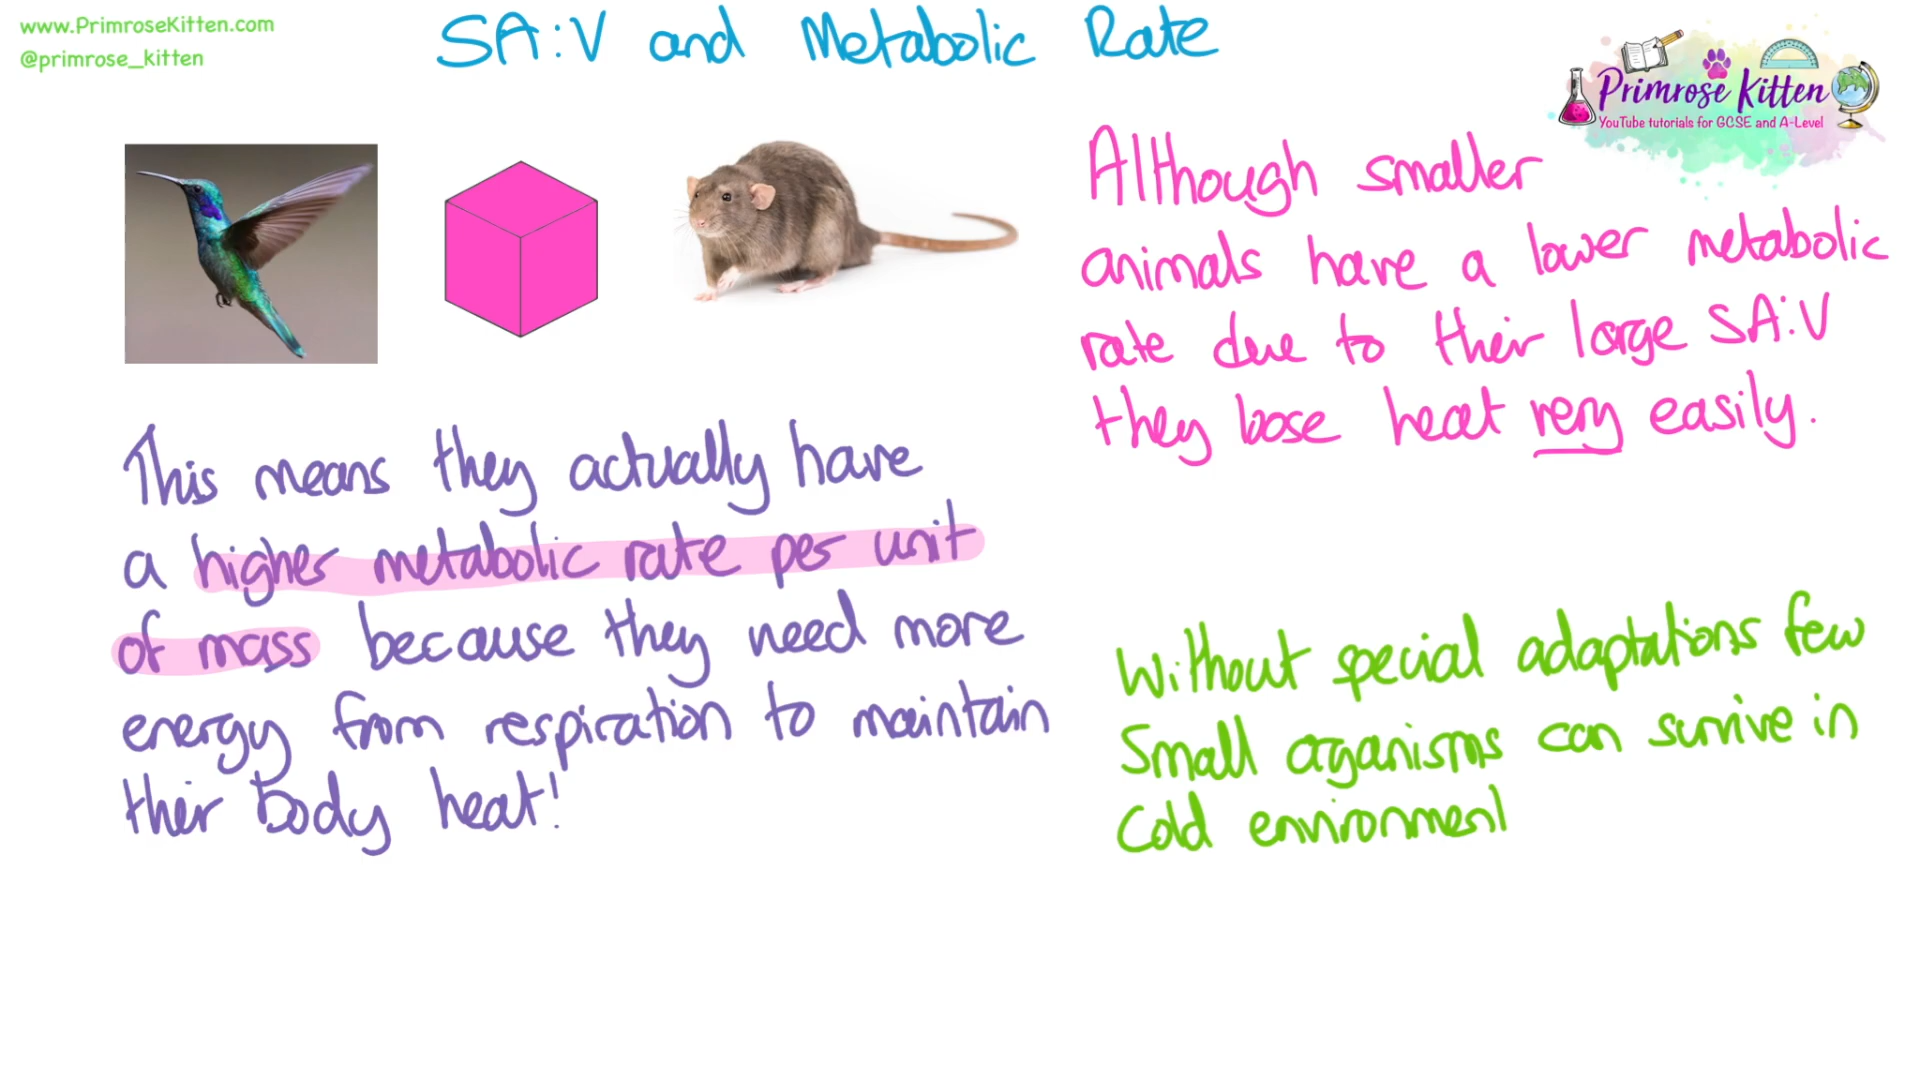 www.PrimroseKitten.com
@primrose_kitten
SA:V and Metabolic Rate
Primrose Kitten
YouTube tutorials for GCSE and A-Level
Although smaller
animals have a lower metabolic
rate due to their large SA:V
they loose heat very easily.
This means they actually have
a higher metabolic rate per unit
of mass because they need more
energy from respiration to maintain
their body heat!
Without special adaptations few
Small organisms can survive in
Cold environment